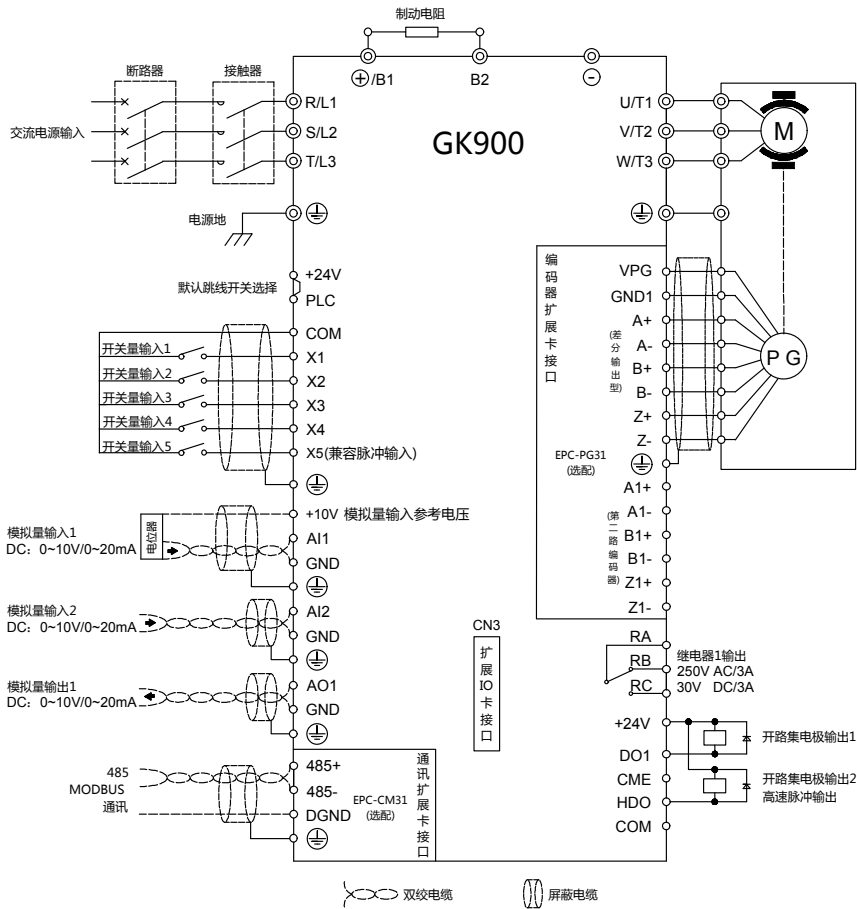 制动电阻
断路器
接触器
⊕/B1
B2
⊖
交流电源输入
R/L1
S/L2
T/L3
GK900
U/T1
V/T2
W/T3
M
电源地
+24V
默认跳线开关选择
PLC
COM
开关量输入1
X1
开关量输入2
X2
开关量输入3
X3
开关量输入4
X4
开关量输入5
X5(兼容脉冲输入)
+10V 模拟量输入参考电压
模拟量输入1
DC：0~10V/0~20mA
电位器
AI1
GND
模拟量输入2
DC：0~10V/0~20mA
AI2
GND
模拟量输出1
DC：0~10V/0~20mA
AO1
GND
485
MODBUS
通讯
485+
485-
DGND
EPC-CM31
(选配)
通讯扩展卡接口
CN3
扩展IO卡接口
编码器扩展卡接口
VPG
GND1
A+
A-
B+
B-
Z+
Z-
(差分输出型)
PG
EPC-PG31
(选配)
A1+
A1-
B1+
B1-
Z1+
Z1-
(第二路编码器)
RA
RB
RC
继电器1输出
250V AC/3A
30V DC/3A
+24V
DO1
CME
HDO
COM
开路集电极输出1
开路集电极输出2
高速脉冲输出
双绞电缆
屏蔽电缆